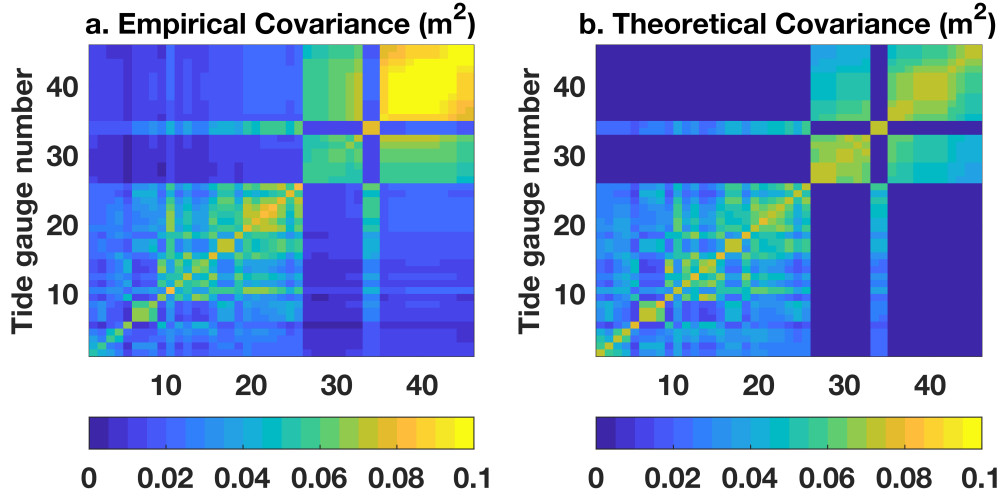 a. Empirical Covariance (m²)
b. Theoretical Covariance (m²)
Tide gauge number
40
30
20
10
10 20 30 40
0 0.02 0.04 0.06 0.08 0.1
Tide gauge number
40
30
20
10
10 20 30 40
0 0.02 0.04 0.06 0.08 0.1